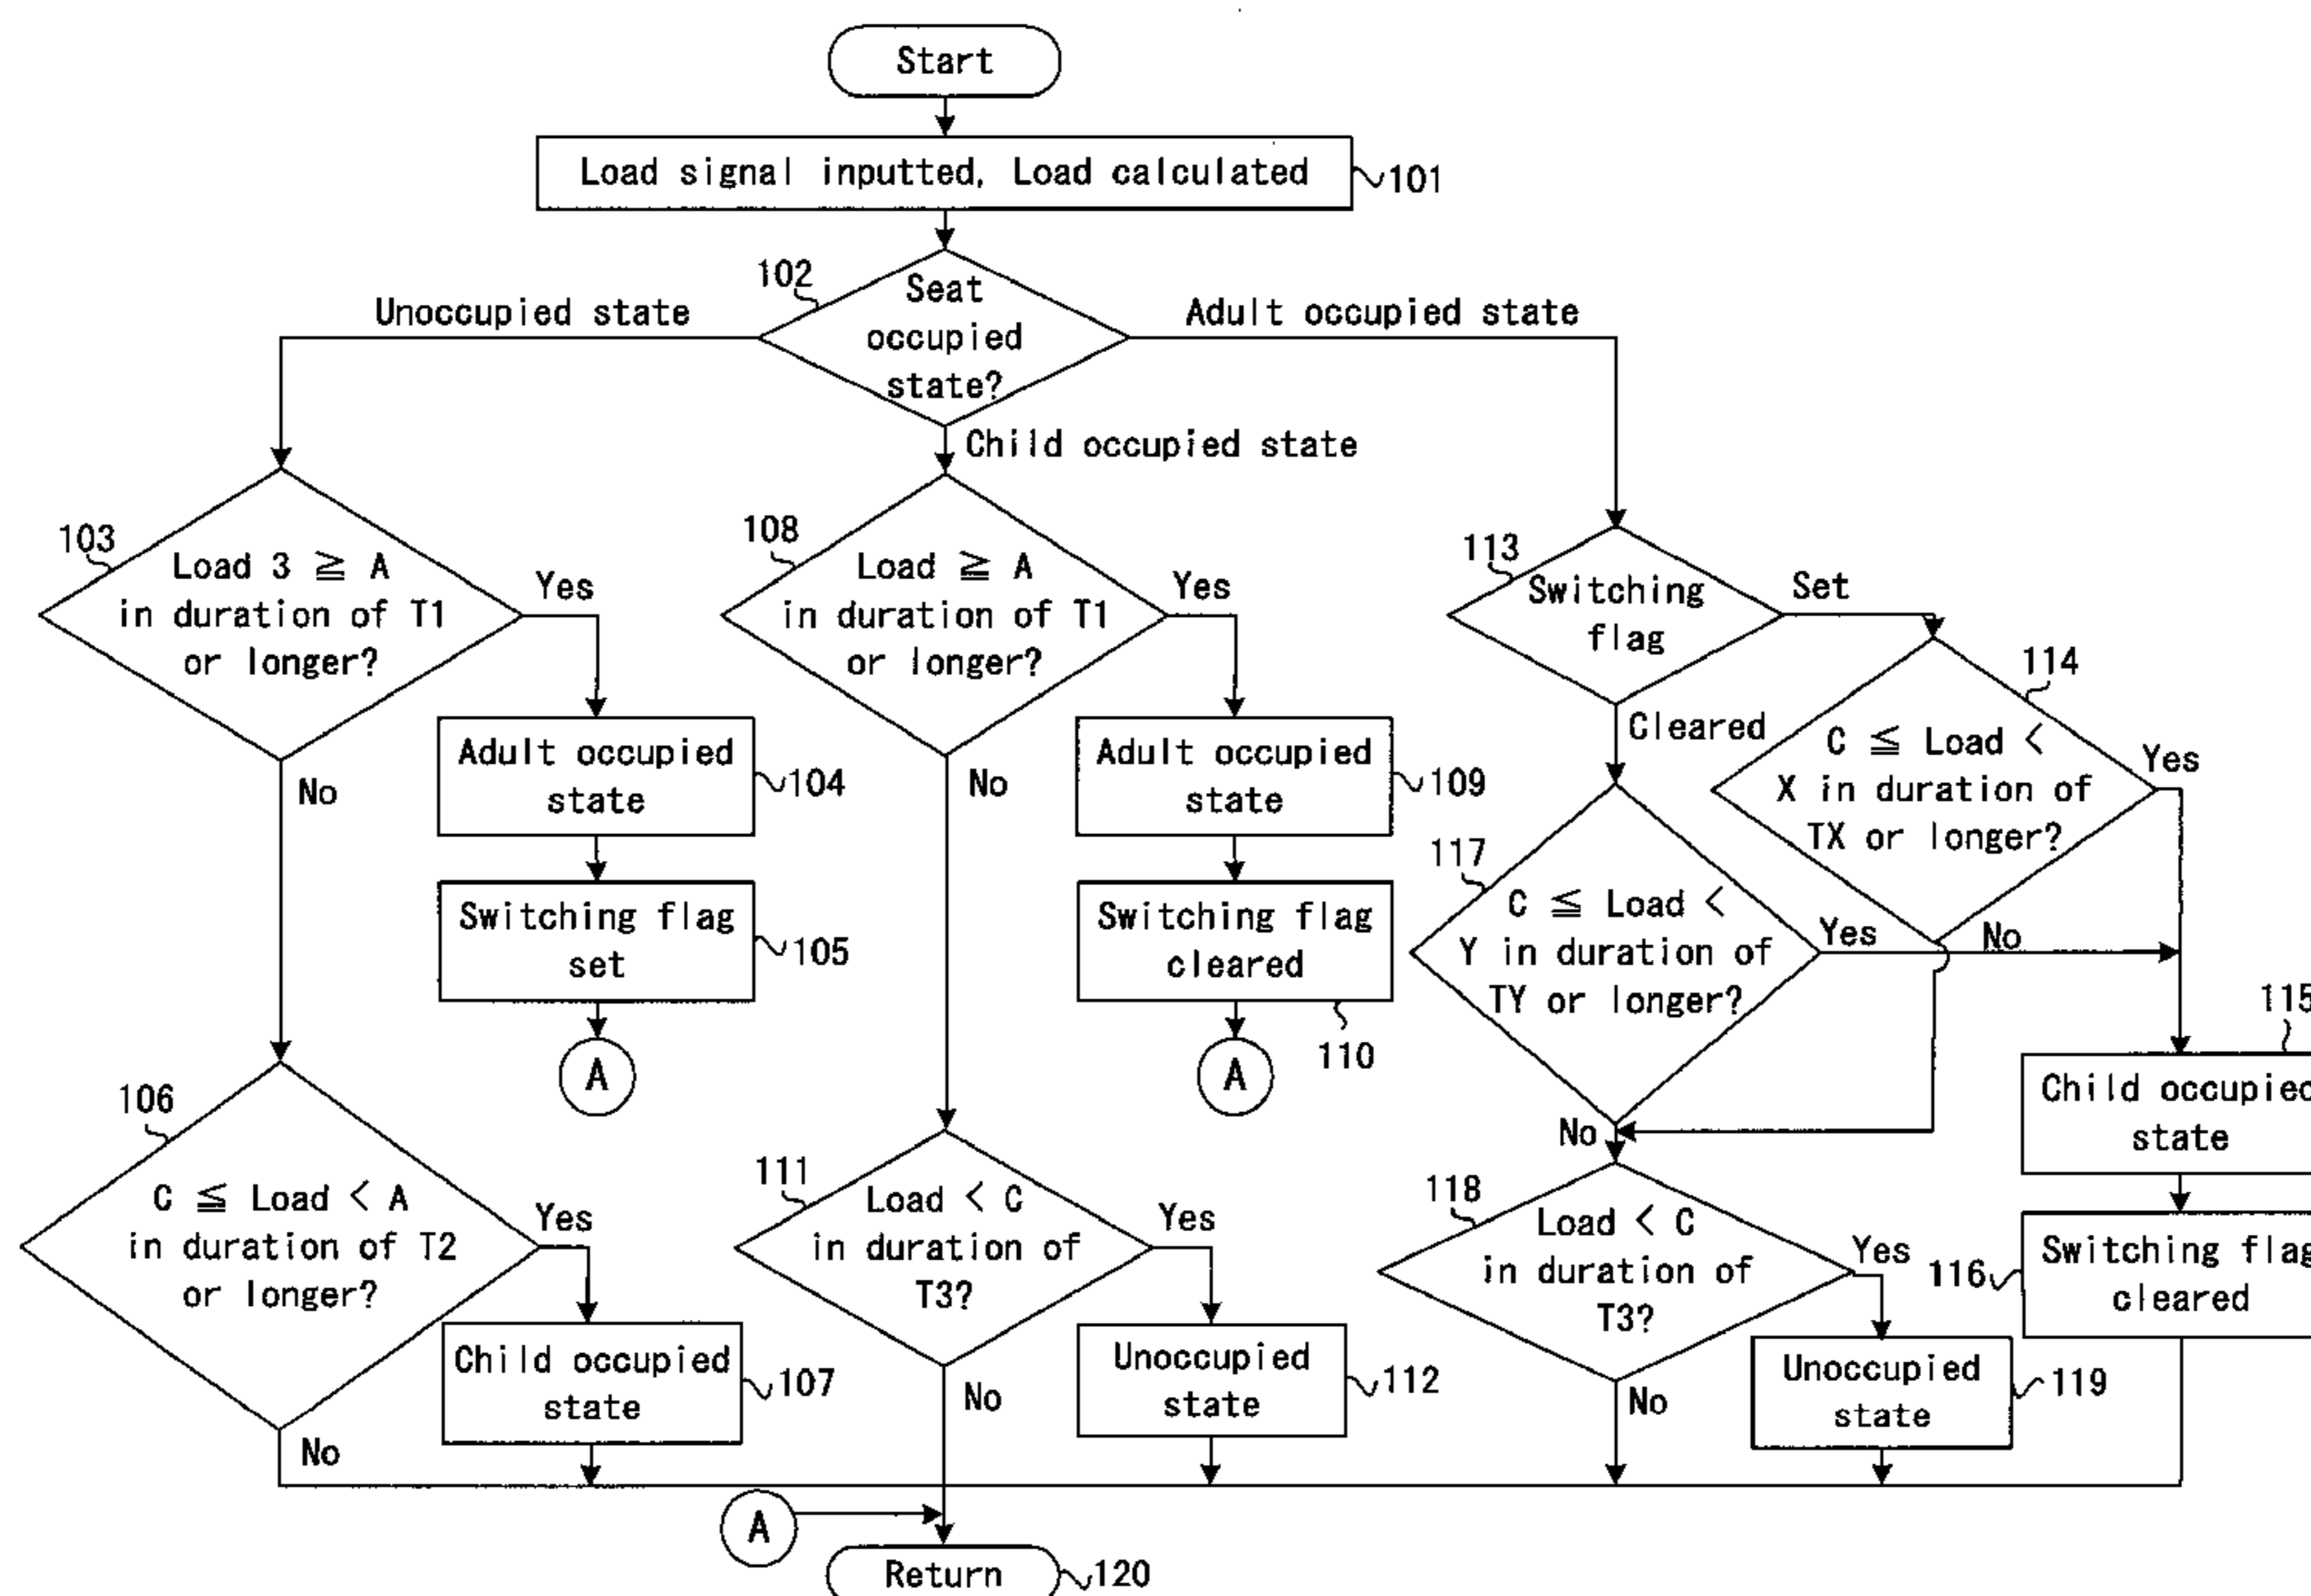 Start
Load signal inputted, Load calculated
101
102
Seat
occupied
state?
Unoccupied state
Adult occupied state
Child occupied state
103
Load 3 ≧ A
in duration of T1
or longer?
Yes
No
Adult occupied
state
104
Switching flag
set
105
A
106
C ≦ Load < A
in duration of T2
or longer?
Yes
No
Child occupied
state
107
108
Load ≧ A
in duration of T1
or longer?
Yes
No
Adult occupied
state
109
Switching flag
cleared
110
A
111
Load < C
in duration of
T3?
Yes
No
Unoccupied
state
112
113
Switching
flag
Set
Cleared
114
C ≦ Load <
X in duration of
TX or longer?
Yes
No
117
C ≦ Load <
Y in duration of
TY or longer?
Yes
No
115
Child occupied
state
116
Switching flag
cleared
118
Load < C
in duration of
T3?
Yes
No
Unoccupied
state
119
A
Return
120